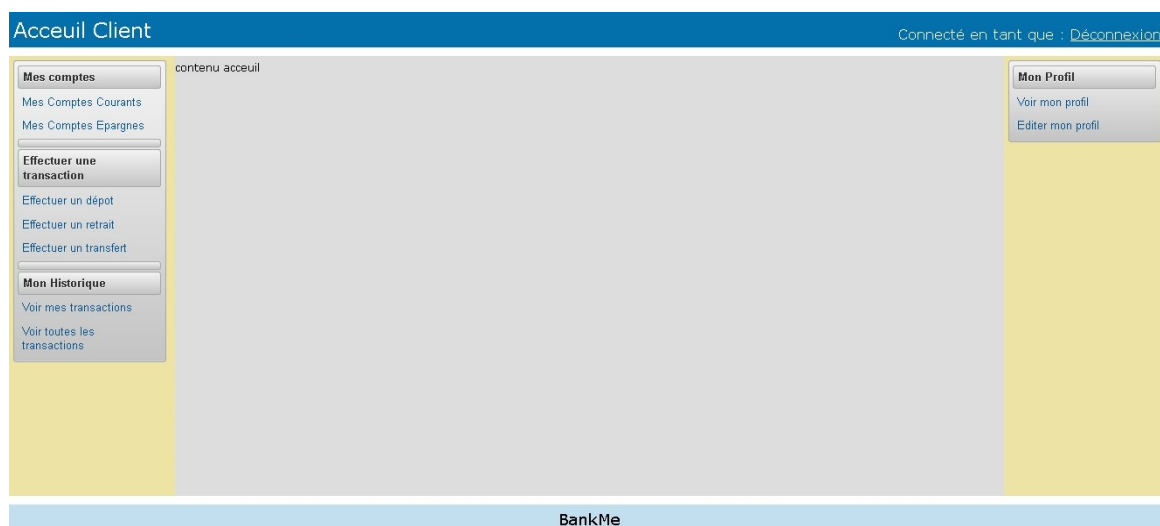 Acceuil Client
Connecté en tant que : Déconnexion
Mes comptes
Mes Comptes Courants
Mes Comptes Epargnes
Effectuer une
transaction
Effectuer un dépot
Effectuer un retrait
Effectuer un transfert
Mon Historique
Voir mes transactions
Voir toutes les
transactions
contenu acceuil
Mon Profil
Voir mon profil
Editer mon profil
BankMe